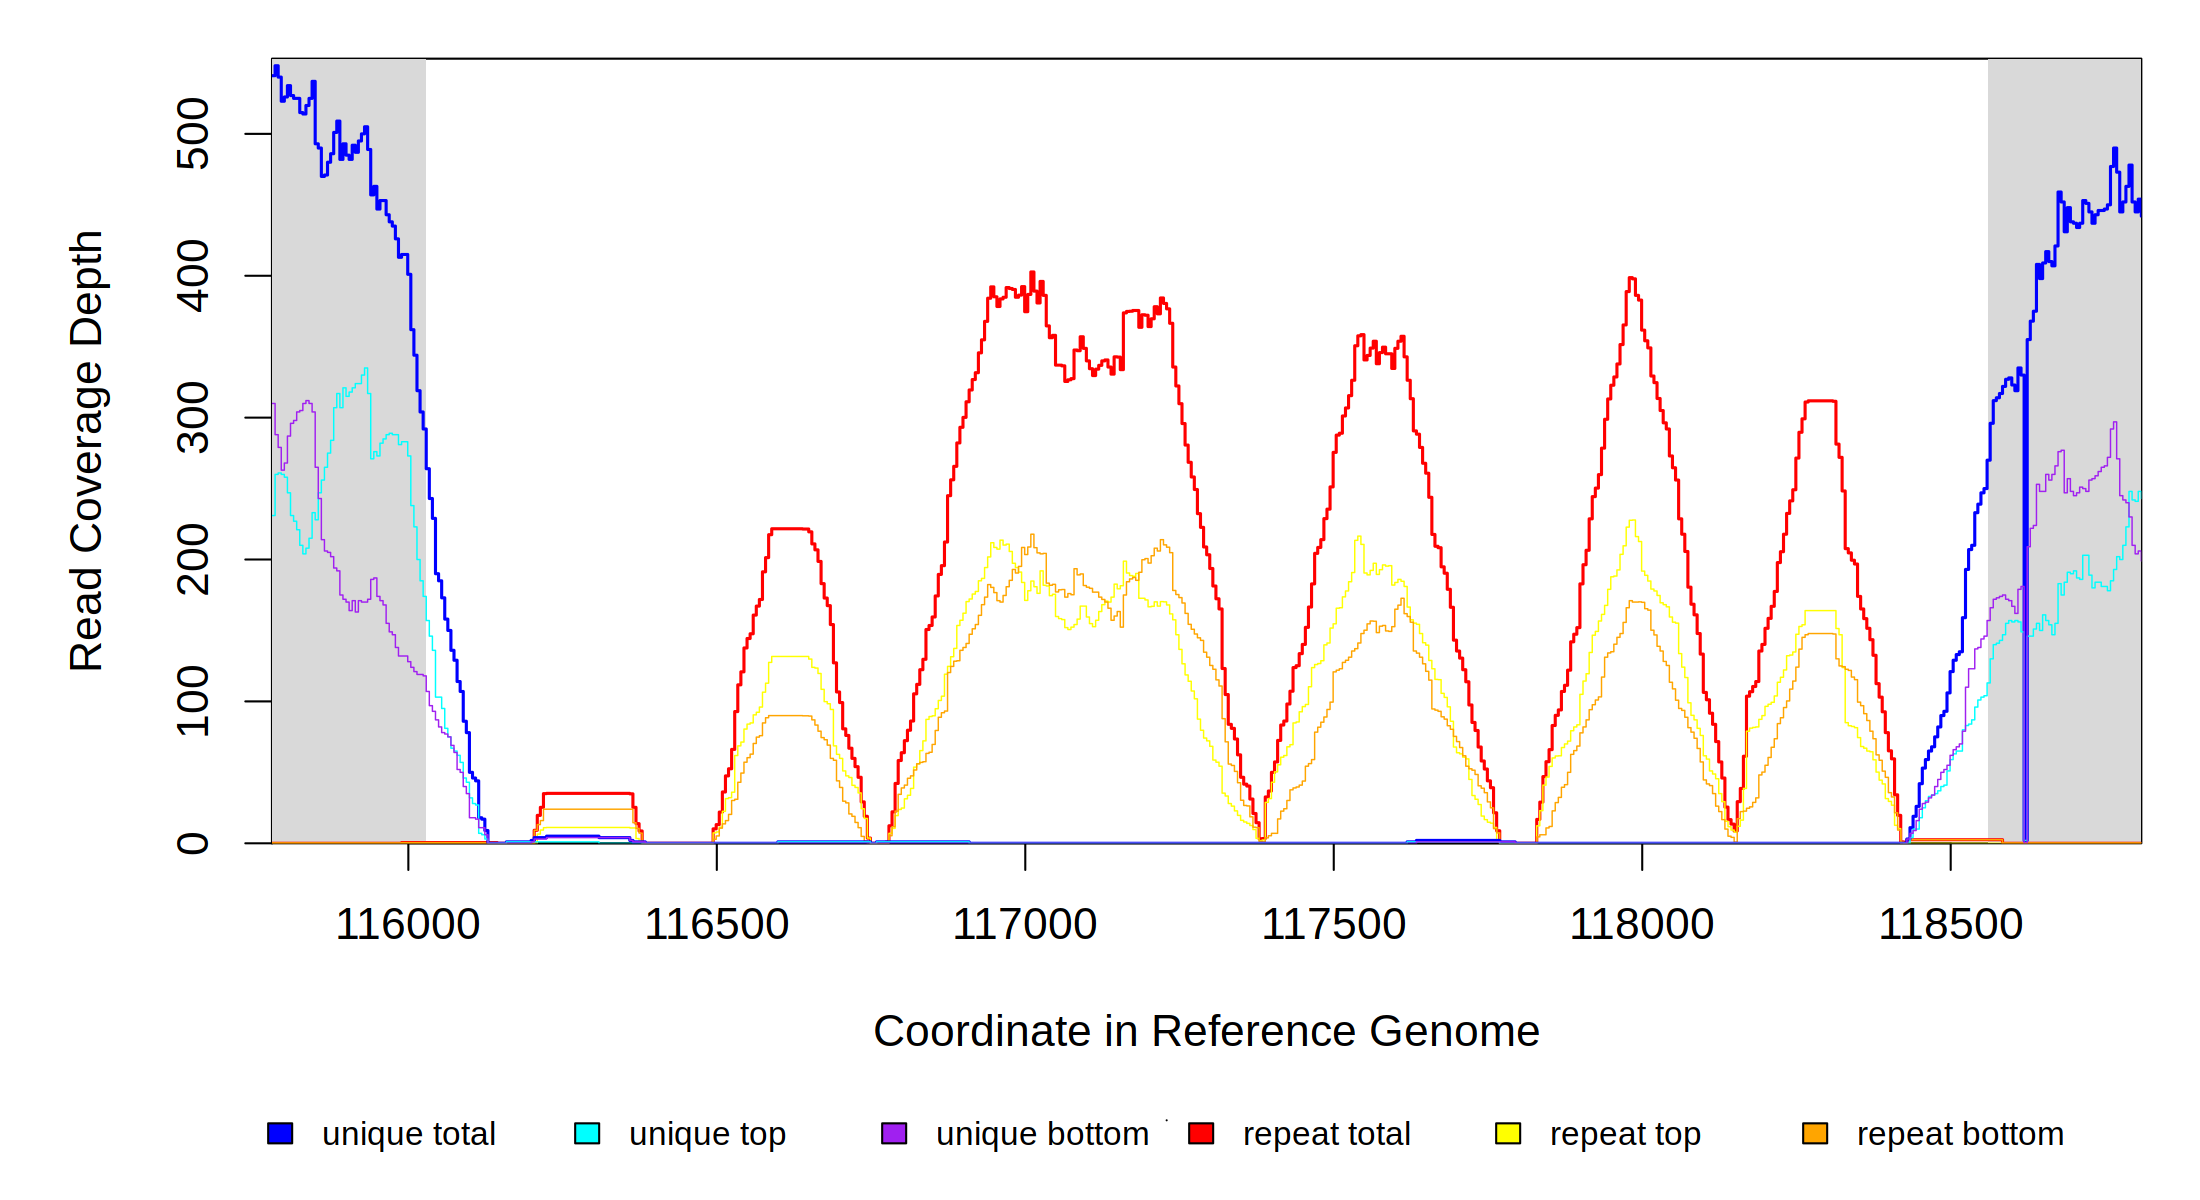 Read Coverage Depth
500
400
300
200
100
0
116000 116500 117000 117500 118000 118500
Coordinate in Reference Genome
unique total unique top unique bottom repeat total repeat top repeat bottom